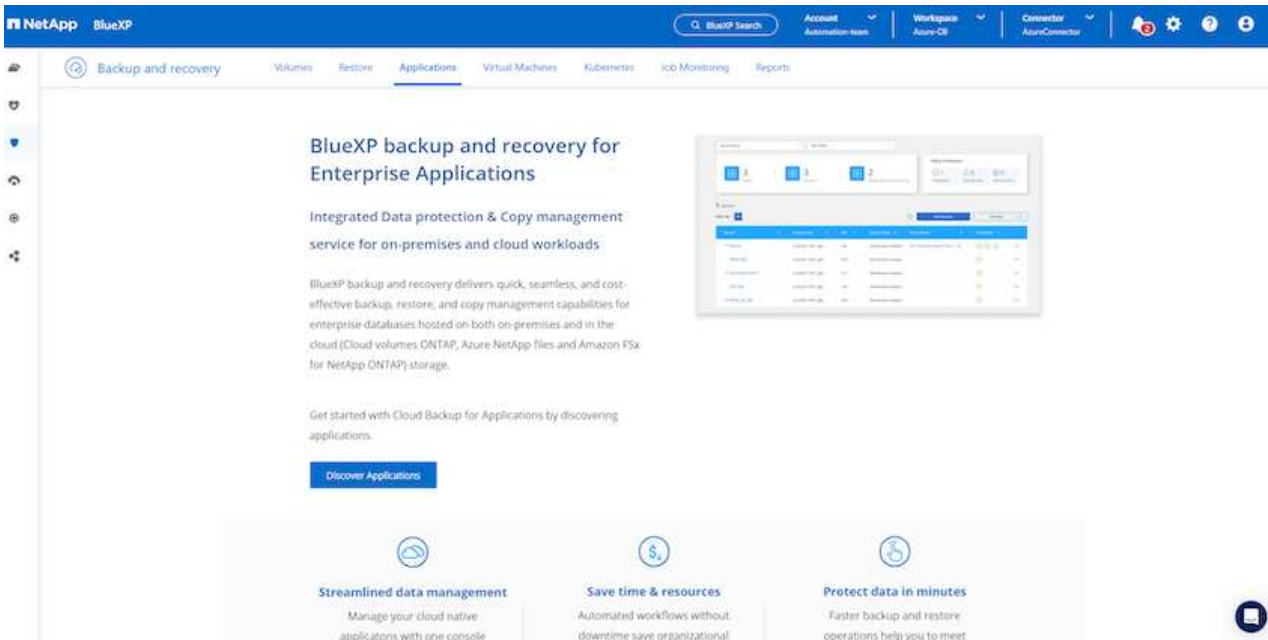 NetApp BlueXP
BlueXP Search
Account
Automation-team
Workspace
Azure-DII
Connector
AzureConnector
2
Backup and recovery
Volumes Restore Applications Virtual Machines Kubernetes Job Monitoring Reports
BlueXP backup and recovery for
Enterprise Applications
Integrated Data protection & Copy management
service for on-premises and cloud workloads
BlueXP backup and recovery delivers quick, seamless, and cost-
effective backup, restore, and copy management capabilities for
enterprise databases hosted on both on-premises and in the
cloud (Cloud volumes ONTAP, Azure NetApp files and Amazon FSx
for NetApp ONTAP) storage.
Get started with Cloud Backup for Applications by discovering
applications.
Discover Applications
3 3 2
Streamlined data management
Manage your cloud native
applicatons with one console
Save time & resources
Automated workflows without
downtime save organizational
Protect data in minutes
Faster backup and restore
operations help you to meet